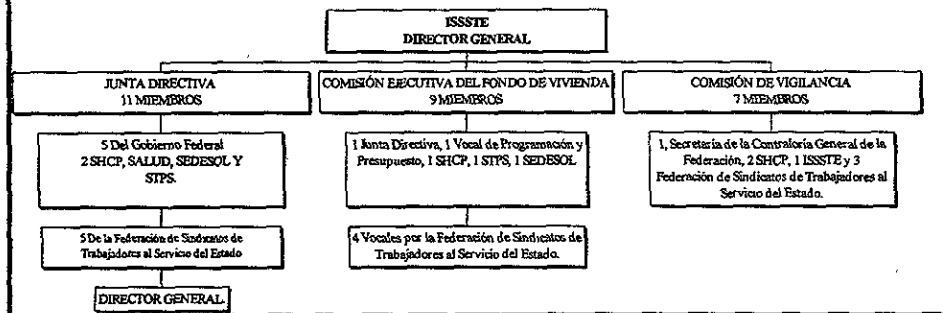 ISSSTE
DIRECTOR GENERAL
JUNTA DIRECTIVA
11 MIEMBROS
COMISIÓN EJECUTIVA DEL FONDO DE VIVIENDA
9 MIEMBROS
COMISIÓN DE VIGILANCIA
7 MIEMBROS
5 Del Gobierno Federal
2 SHCP, SALUD, SEDESOL Y
STPS.
1 Junta Directiva, 1 Vocal de Programación y
Presupuesto, 1 SHCP, 1 STPS, 1 SEDESOL
1, Secretaria de la Contraloría General de la
Federación, 2 SHCP, 1 ISSSTE y 3
Federación de Sindicatos de Trabajadores al
Servicio del Estado.
5 De la Federación de Sindicatos de
Trabajadores al Servicio del Estado
4 Vocales por la Federación de Sindicatos de
Trabajadores al Servicio del Estado.
DIRECTOR GENERAL